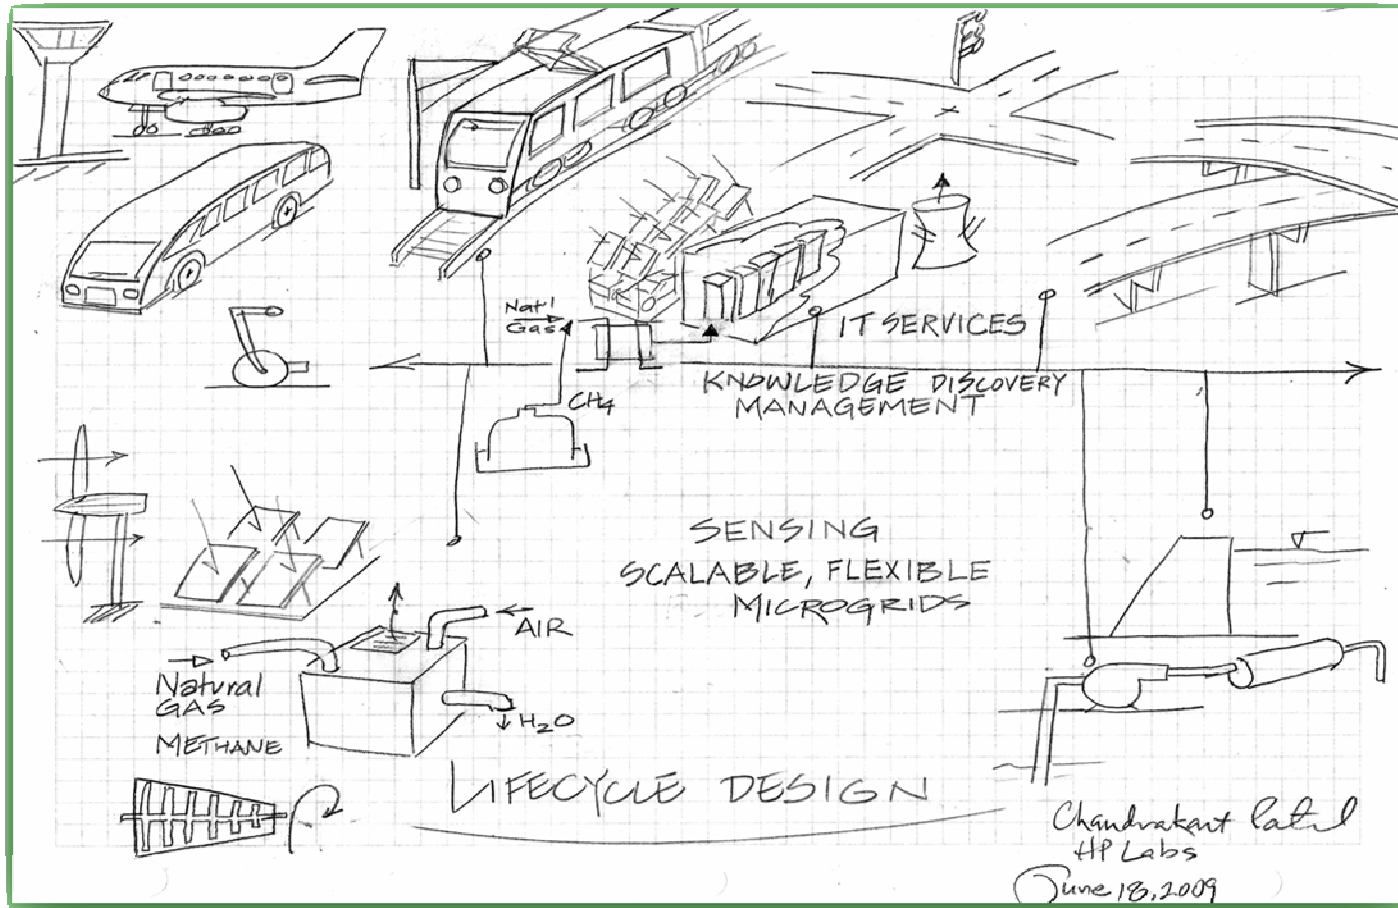 Nat'l
Gas
IT SERVICES
KNOWLEDGE DISCOVERY
MANAGEMENT
CH4
SENSING
SCALABLE, FLEXIBLE
MICROGRIDS
AIR
Natural
GAS
METHANE
H2O
LIFECYCLE DESIGN
Chandrakant Patel
HP Labs
June 18, 2009